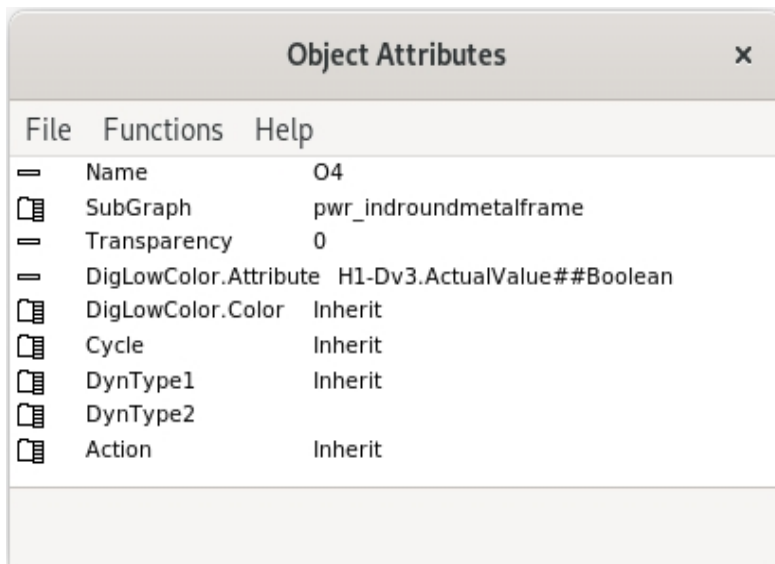 Object Attributes ×
File Functions Help
Name O4
SubGraph pwr_indroundmetalframe
Transparency 0
DigLowColor.Attribute H1-Dv3.ActualValue##Boolean
DigLowColor.Color Inherit
Cycle Inherit
DynType1 Inherit
DynType2
Action Inherit